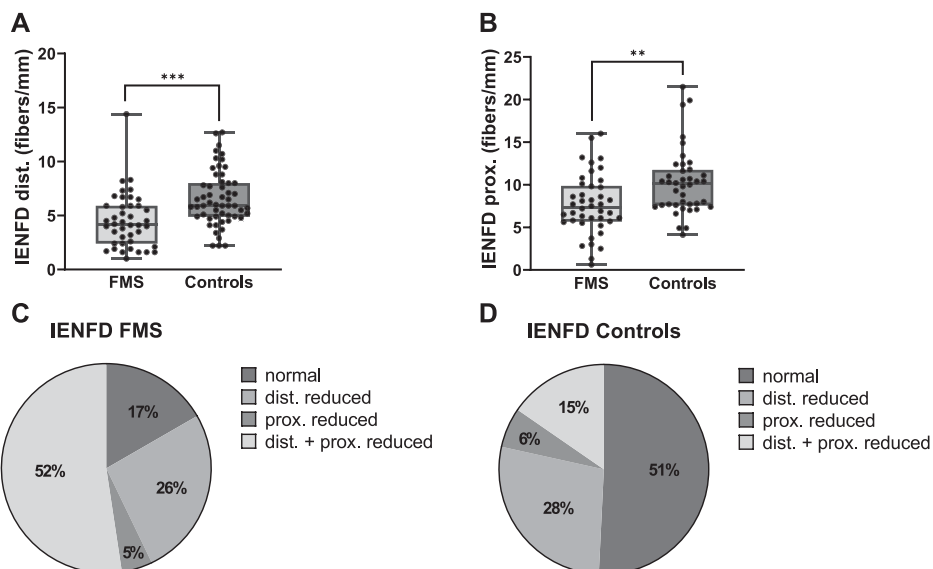 A
IENFD dist. (fibers/mm)
20
15
10
5
0
***
FMS
Controls
B
IENFD prox. (fibers/mm)
25
20
15
10
5
0
**
FMS
Controls
C
IENFD FMS
17%
26%
5%
52%
normal
dist. reduced
prox. reduced
dist. + prox. reduced
D
IENFD Controls
15%
6%
28%
51%
normal
dist. reduced
prox. reduced
dist. + prox. reduced